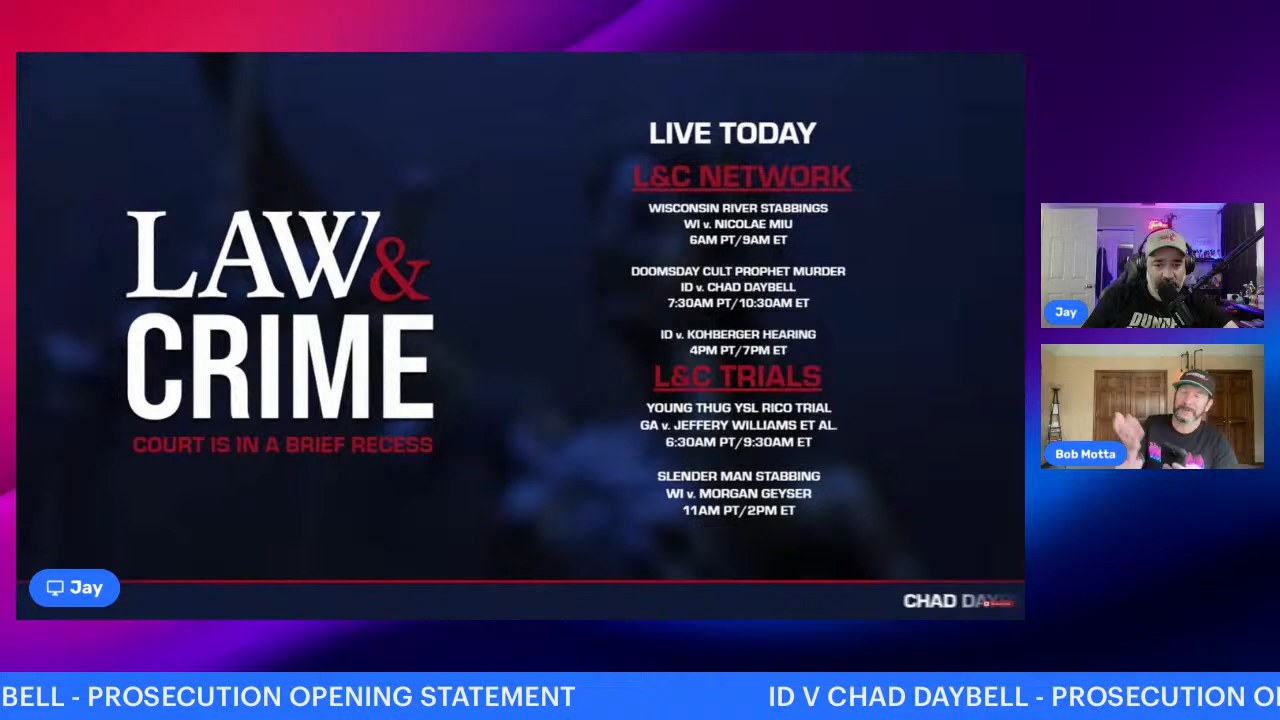 LAW&
CRIME
COURT IS IN A BRIEF RECESS
LIVE TODAY
L&C NETWORK
WISCONSIN RIVER STABBINGS
WI v. NICOLAE MIU
6AM PT/9AM ET
DOOMSDAY CULT PROPHET MURDER
ID v. CHAD DAYBELL
7:30AM PT/10:30AM ET
ID v. KOHBERGER HEARING
4PM PT/7PM ET
L&C TRIALS
YOUNG THUG YSL RICO TRIAL
GA v. JEFFERY WILLIAMS ET AL.
6:30AM PT/9:30AM ET
SLENDER MAN STABBING
WI v. MORGAN GEYSER
11AM PT/2PM ET
Jay
CHAD DAY
Jay
Bob Motta
BELL - PROSECUTION OPENING STATEMENT
ID V CHAD DAYBELL - PROSECUTION O